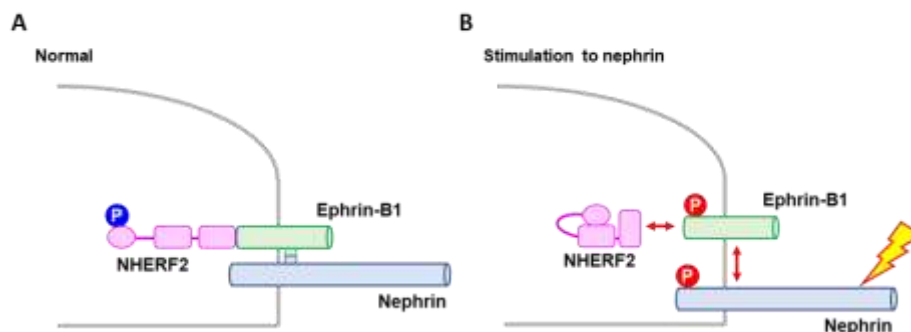 A
Normal
P
Ephrin-B1
NHERF2
Nephrin
B
Stimulation to nephrin
P
Ephrin-B1
NHERF2
P
Nephrin